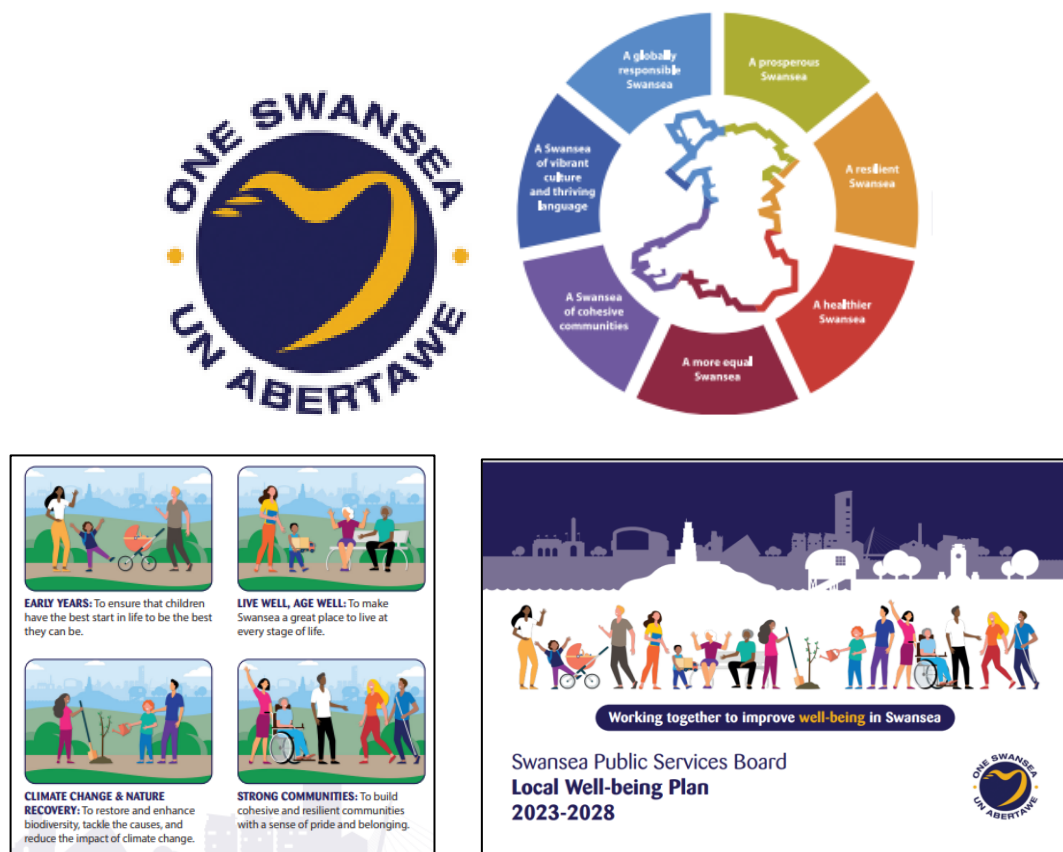 ONE SWANSEA
UN ABERTAWE
A globally
responsible
Swansea
A prosperous
Swansea
A resilient
Swansea
A healthier
Swansea
A more equal
Swansea
A Swansea
of cohesive
communities
A Swansea
of vibrant
culture
and thriving
language
EARLY YEARS: To ensure that children
have the best start in life to be the best
they can be.
LIVE WELL, AGE WELL: To make
Swansea a great place to live at
every stage of life.
CLIMATE CHANGE & NATURE
RECOVERY: To restore and enhance
biodiversity, tackle the causes, and
reduce the impact of climate change.
STRONG COMMUNITIES: To build
cohesive and resilient communities
with a sense of pride and belonging.
Working together to improve well-being in Swansea
Swansea Public Services Board
Local Well-being Plan
2023-2028
ONE SWANSEA
UN ABERTAWE